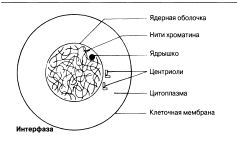 Ядерная оболочка
Нити хроматина
Ядрышко
Центриоли
Цитоплазма
Клеточная мембрана
Интерфаза